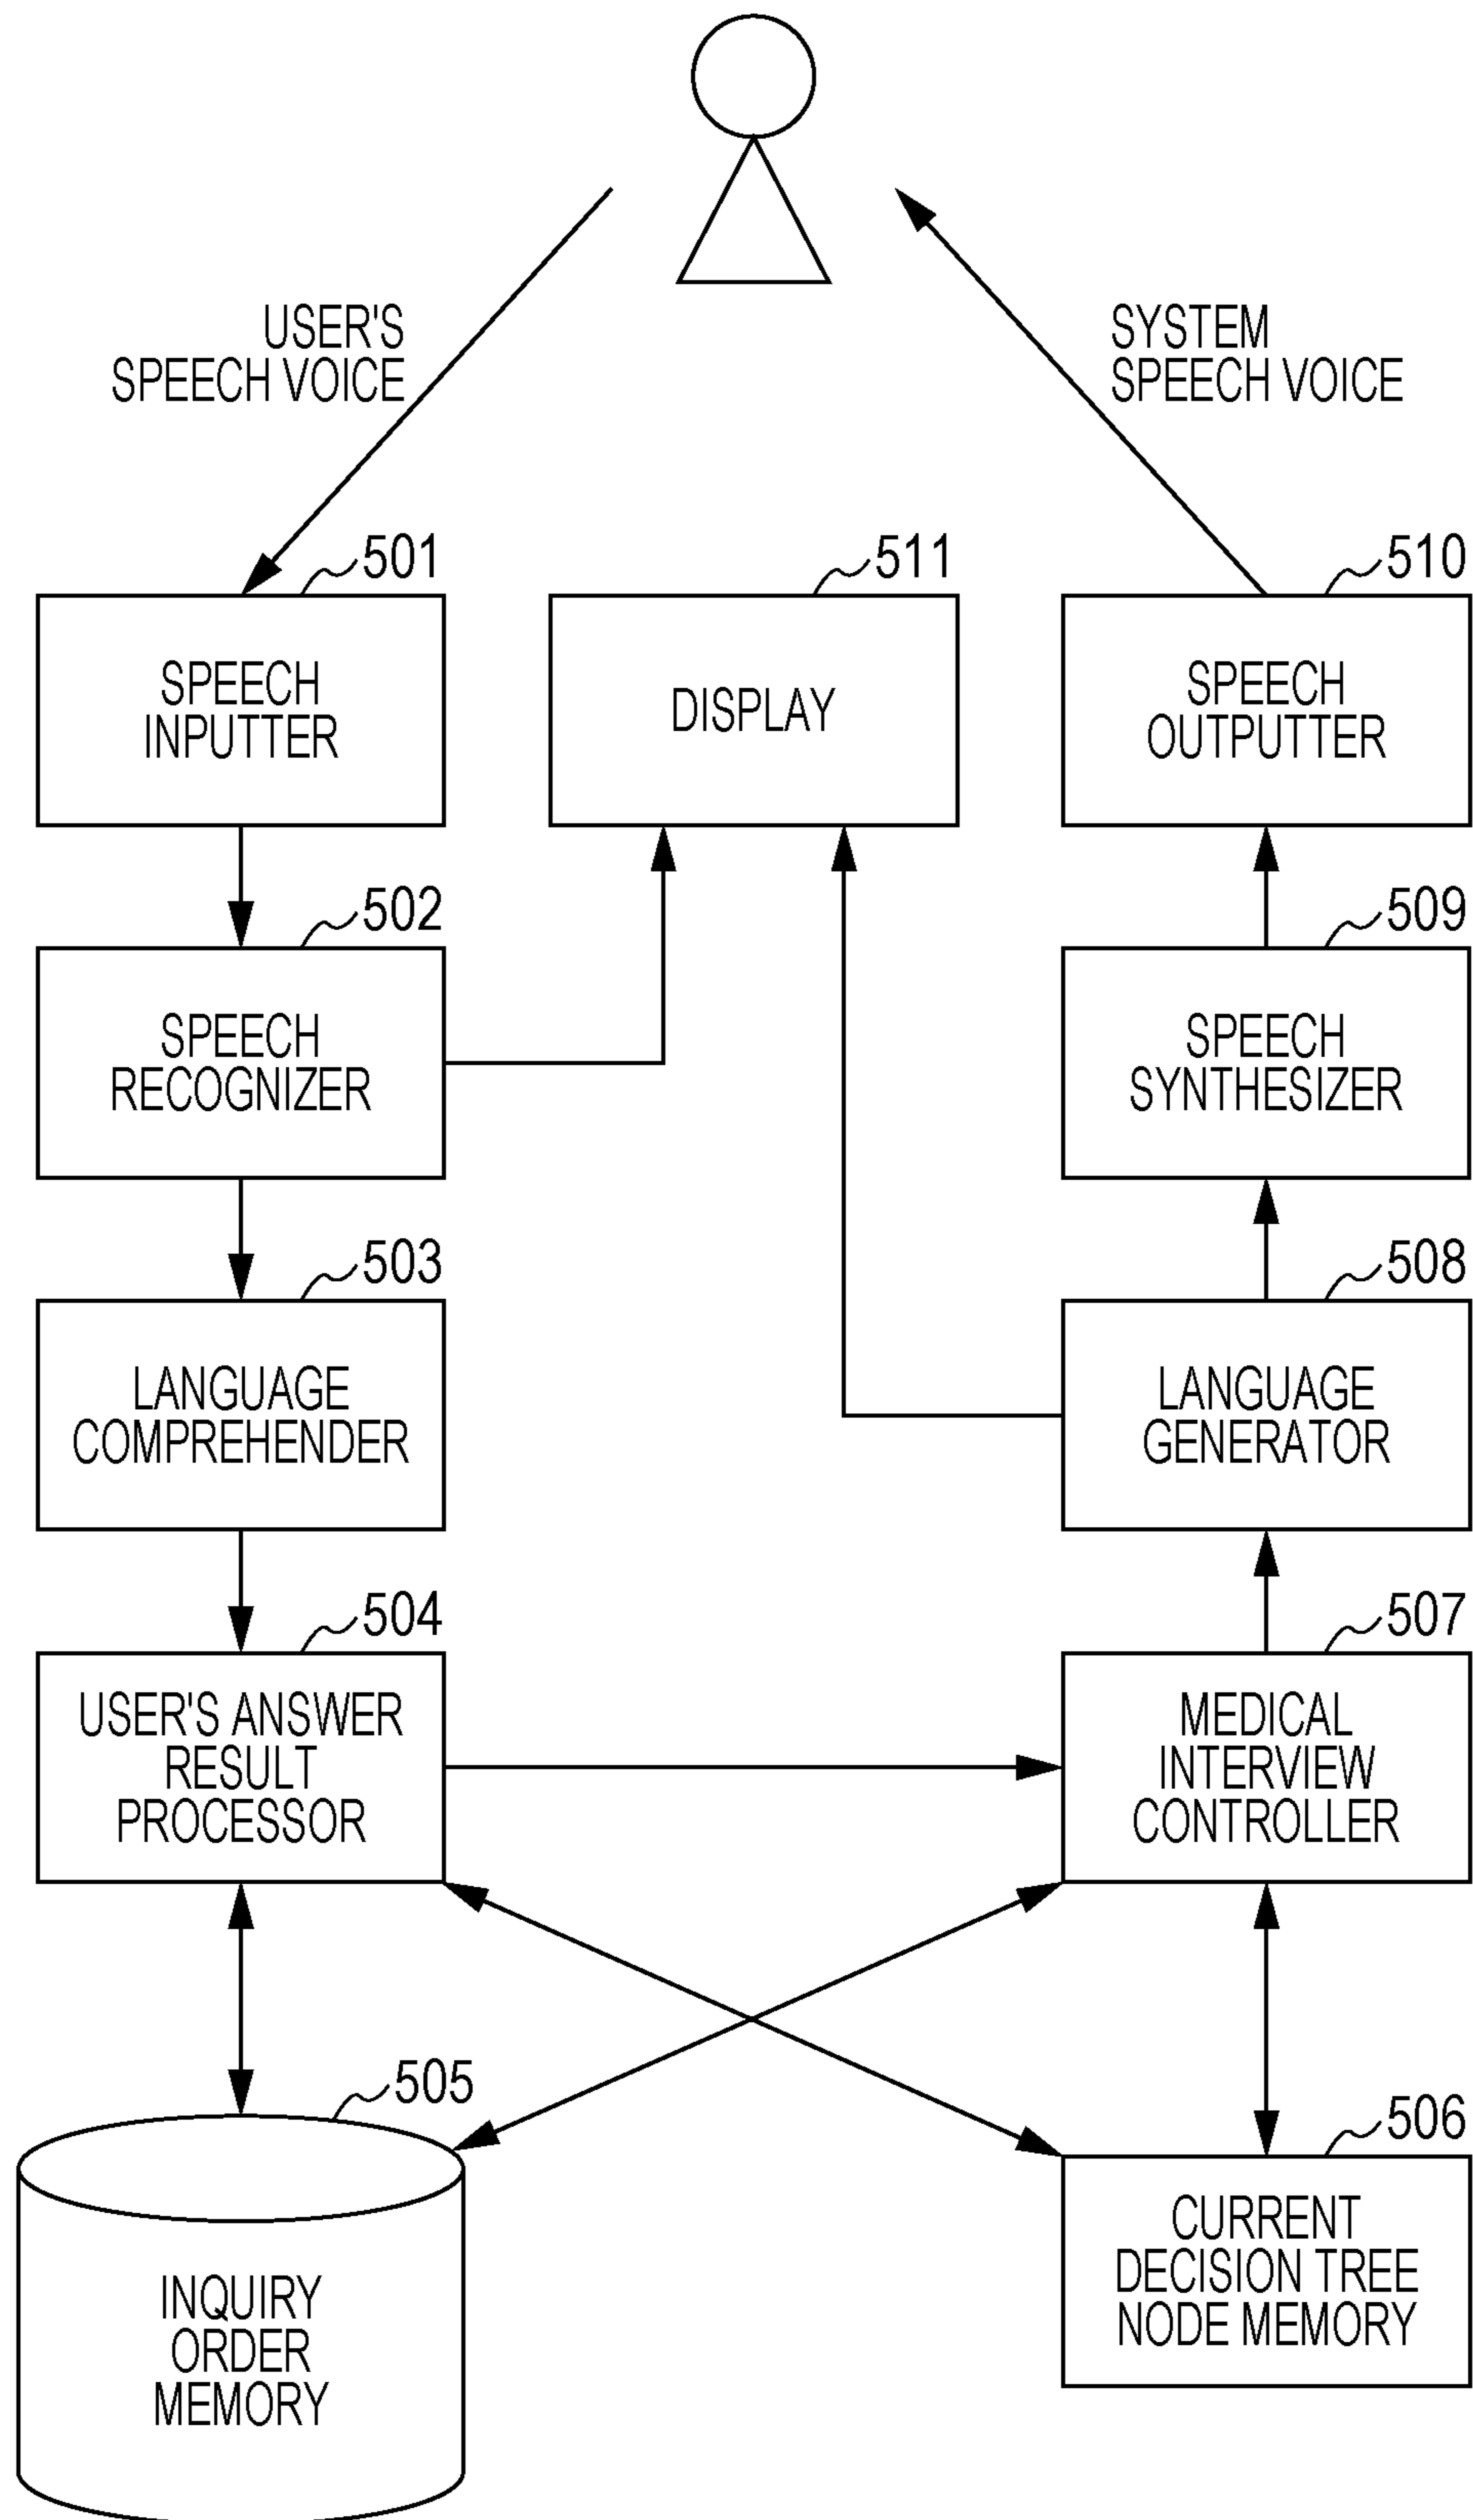 USER'S
SPEECH VOICE
SYSTEM
SPEECH VOICE
501
511
510
SPEECH
INPUTTER
DISPLAY
SPEECH
OUTPUTTER
502
509
SPEECH
RECOGNIZER
SPEECH
SYNTHESIZER
503
508
LANGUAGE
COMPREHENDER
LANGUAGE
GENERATOR
504
507
USER'S ANSWER
RESULT
PROCESSOR
MEDICAL
INTERVIEW
CONTROLLER
505
506
INQUIRY
ORDER
MEMORY
CURRENT
DECISION TREE
NODE MEMORY